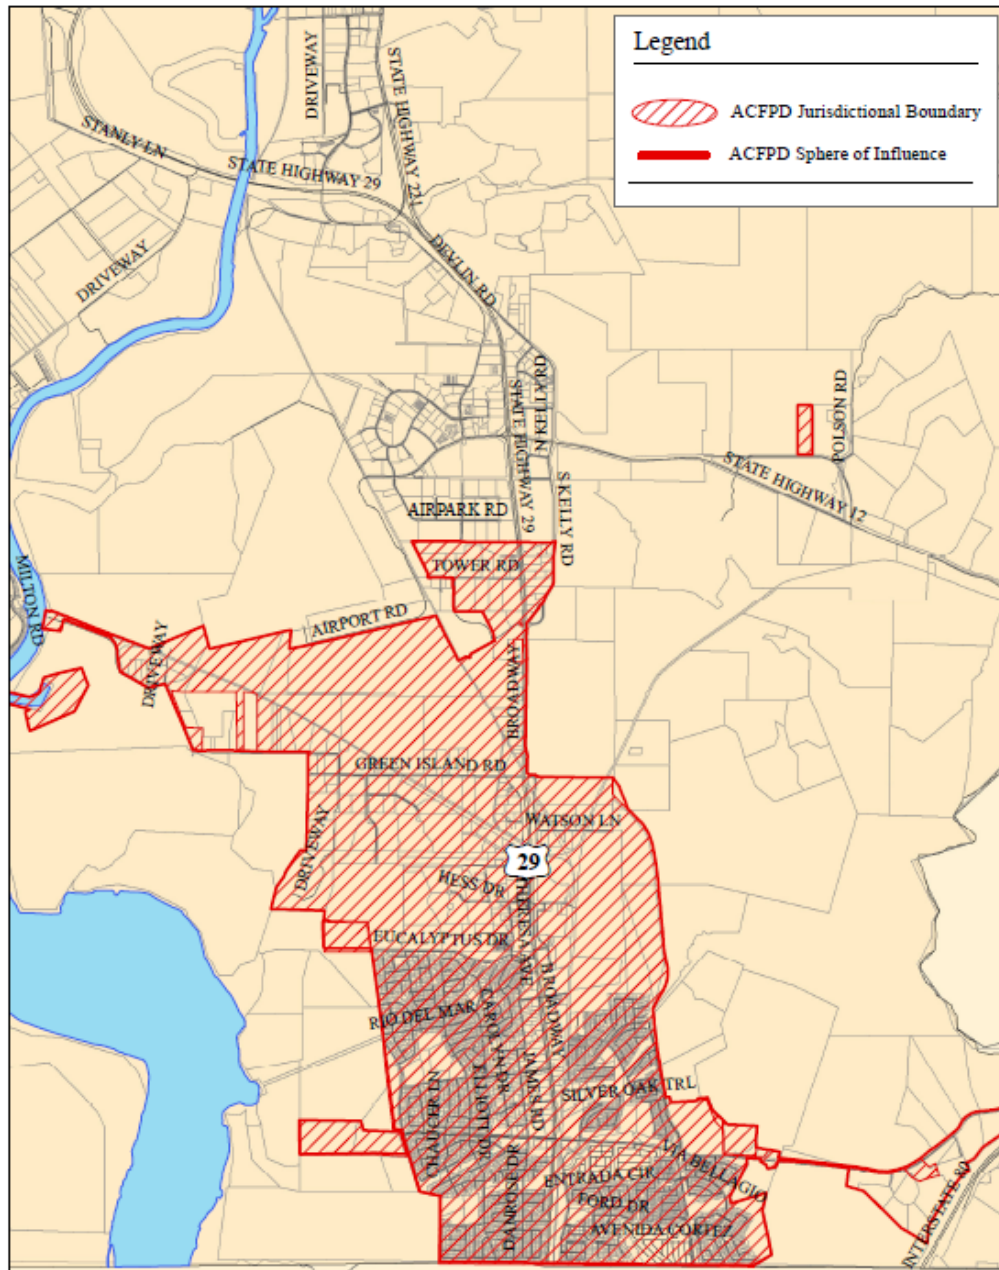 Legend
ACFPD Jurisdictional Boundary
ACFPD Sphere of Influence
DRIVEWAY
STATE HIGHWAY 221
STANLY LN
STATE HIGHWAY 29
DRIVEWAY
DEVLIN RD
N KELLY RD
STATE HIGHWAY 29
POLSON RD
STATE HIGHWAY 12
S KELLY RD
AIRPARK RD
TOWER RD
MILTON RD
AIRPORT RD
DRIVEWAY
BROADWAY
GREEN ISLAND RD
WATSON LN
DRIVEWAY
29
HESS DR
THERESA AVE
EUCALYPTUS DR
BROADWAY
RIO DEL MAR
CAROLYN DR
JAMES RD
SILVER OAK TRL
CHAUCER LN
ELLIOTT DR
DANROSE DR
VIA BELLAGIO
ENTRADA CIR
FORD DR
AVENIDA CORTEZ
INTERSTATE 80